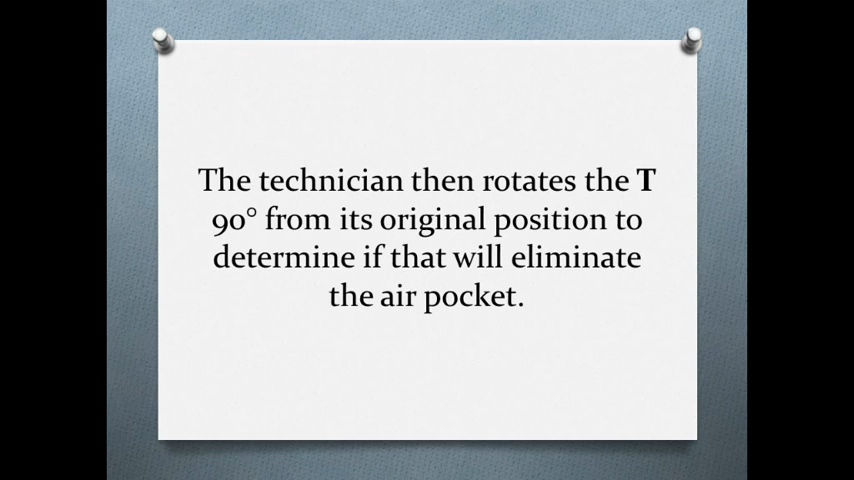 The technician then rotates the T
90° from its original position to
determine if that will eliminate
the air pocket.